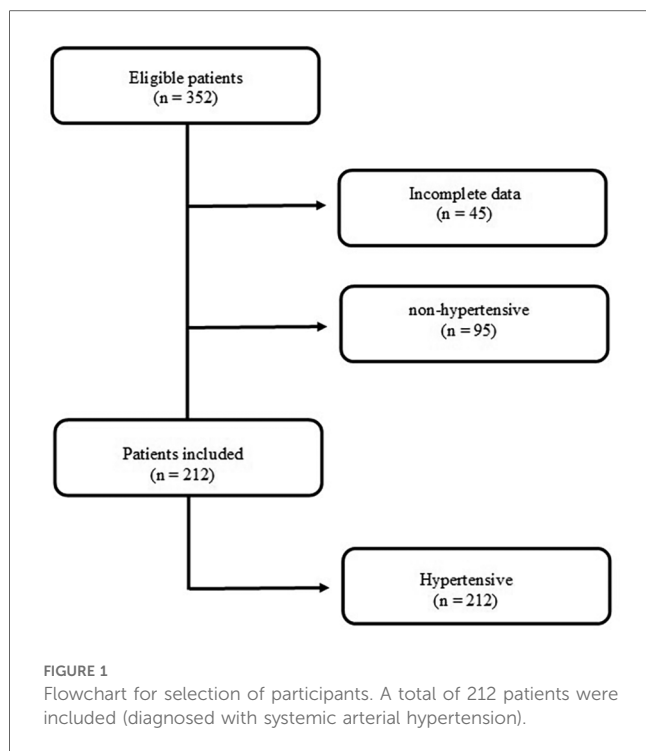 Eligible patients
(n = 352)
Incomplete data
(n = 45)
non-hypertensive
(n = 95)
Patients included
(n = 212)
Hypertensive
(n = 212)
FIGURE 1
Flowchart for selection of participants. A total of 212 patients were
included (diagnosed with systemic arterial hypertension).